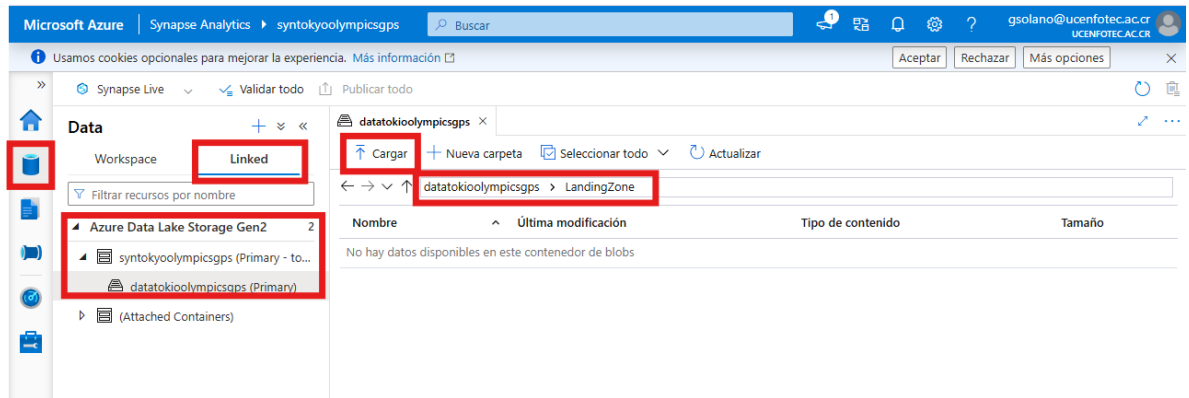 Microsoft Azure | Synapse Analytics ▸ syntokyoolympicsgps Buscar 1 ? gsolano@ucenfotec.ac.cr
UCENFOTEC.AC.CR
Usamos cookies opcionales para mejorar la experiencia. Más información Aceptar Rechazar Más opciones
» Synapse Live Validar todo Publicar todo
Data + « datatokioolympicsgps ×
Workspace Linked Cargar + Nueva carpeta Seleccionar todo Actualizar
Filtrar recursos por nombre datatokioolympicsgps > LandingZone
Azure Data Lake Storage Gen2 2 Nombre Última modificación Tipo de contenido Tamaño
syntokyoolympicsgps (Primary - to... No hay datos disponibles en este contenedor de blobs
datatokioolympicsgps (Primary)
(Attached Containers)